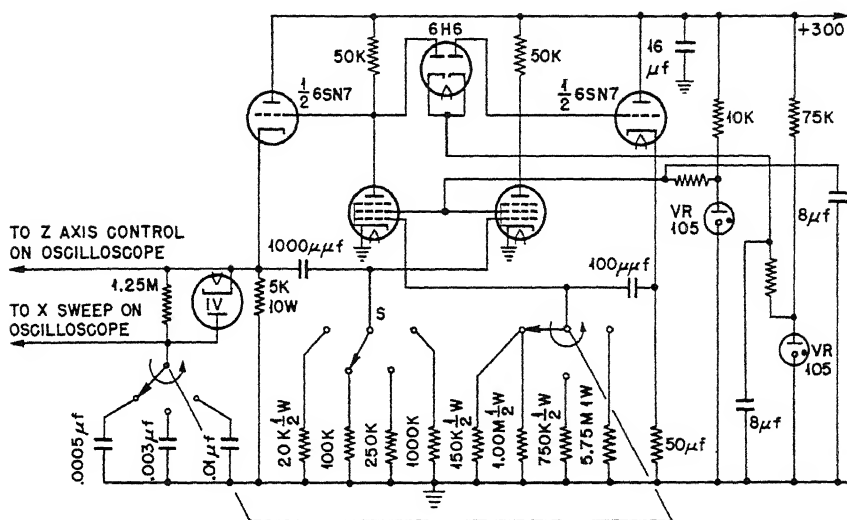 6H6
+300
50K
50K
16
μf
½ 6SN7
½ 6SN7
10K
75K
8μf
VR
105
TO Z AXIS CONTROL
ON OSCILLOSCOPE
1000μμf
100μμf
1.25M
1V
5K
10W
TO X SWEEP ON
OSCILLOSCOPE
S
VR
105
8μf
.0005μf
.003μf
.01μf
20K ½W
100K
250K
1000K
150K ½W
1.00M ½W
750K ½W
5.75M 1W
50μf